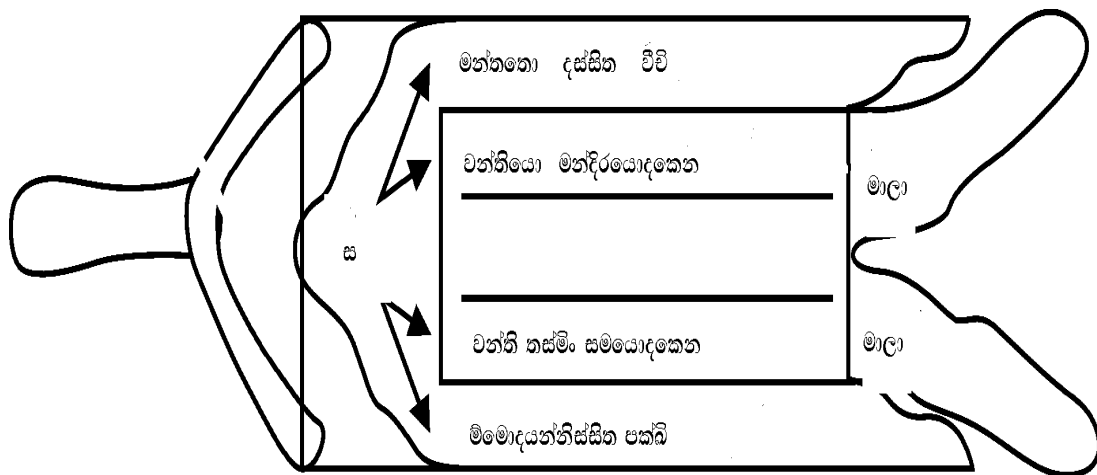 මන්තතො දස්සිත වීචි
වන්තියො මන්දිරයොදකෙන
මාලා
ස
වන්ති තස්මිං සමයොදකෙන
මාලා
ම්මොදයන්නිස්සිත පක්ඛි